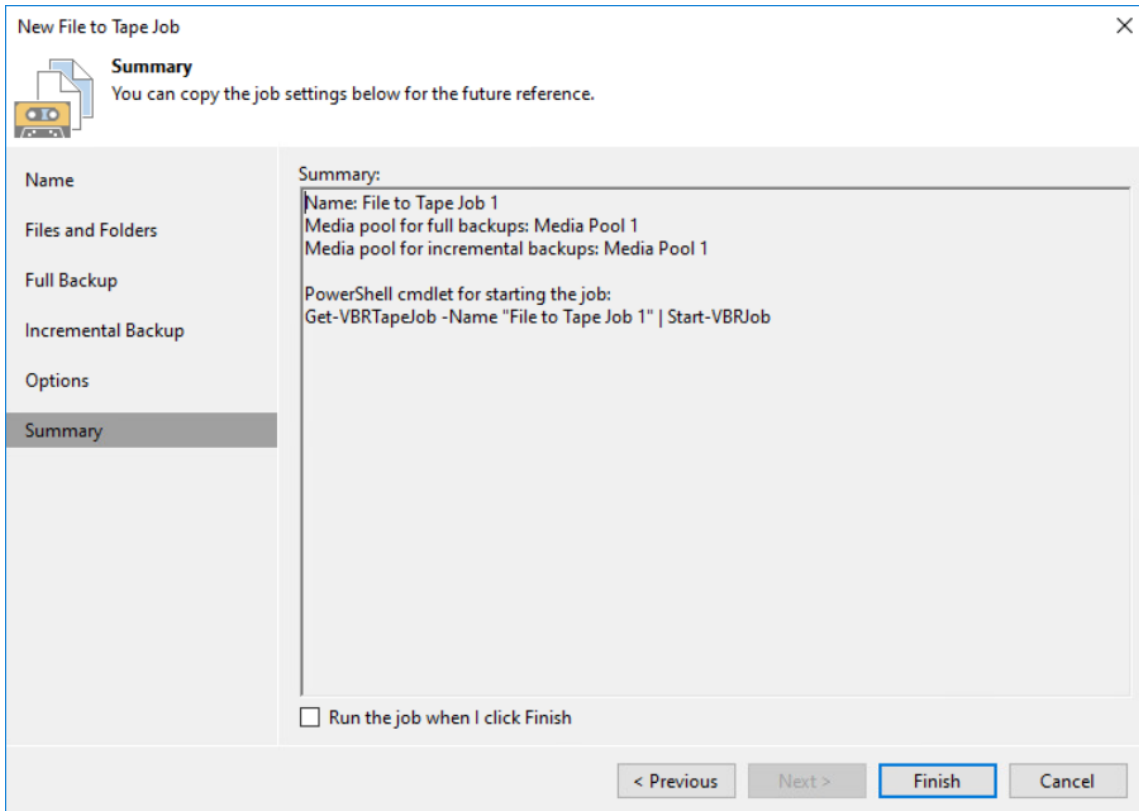 New File to Tape Job
Summary
You can copy the job settings below for the future reference.
Name
Files and Folders
Full Backup
Incremental Backup
Options
Summary
Summary:
Name: File to Tape Job 1
Media pool for full backups: Media Pool 1
Media pool for incremental backups: Media Pool 1
PowerShell cmdlet for starting the job:
Get-VBRTapeJob -Name "File to Tape Job 1" | Start-VBRJob
Run the job when I click Finish
< Previous
Next >
Finish
Cancel